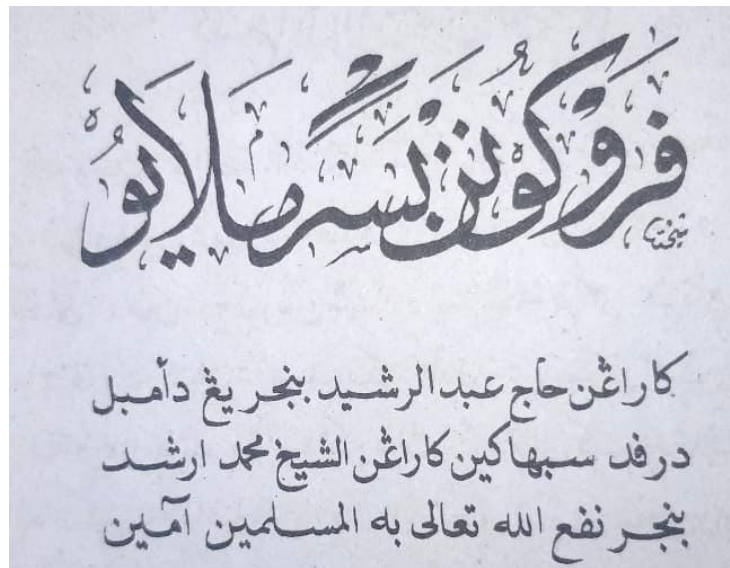 فروكونن بسر ملايو
كاراڠن حاج عبد الرشيد بنجر يڠ دأمبل
درفد سبهاكين كاراڠن الشيخ محمد ارشد
بنجر نفع الله تعالى به المسلمين آمين